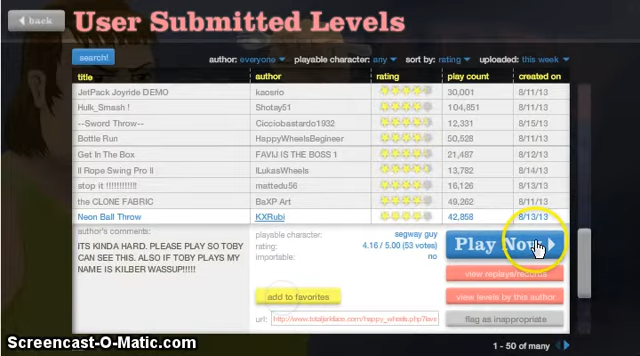 back
User Submitted Levels
search!
author: everyone playable character: any sort by: rating uploaded: this week
title author rating play count created on
JetPack Joyride DEMO kaosrio 30,001 8/11/13
Hulk_Smash ! Shotay51 104,851 8/12/13
--Sword Throw-- Cicciobastardo1932 12,331 8/15/13
Bottle Run HappyWheelsBegineer 50,528 8/11/13
Get In The Box FAVIJ IS THE BOSS 1 21,487 8/12/13
II Rope Swing Pro II ILukasWheels 13,782 8/14/13
stop it !!!!!!!!!!!! mattedu56 16,126 8/12/13
the CLONE FABRIC BaXP Art 49,262 8/11/13
Neon Ball Throw KXRubi 42,858 8/13/13
author's comments:
ITS KINDA HARD. PLEASE PLAY SO TOBY
CAN SEE THIS. ALSO IF TOBY PLAYS MY
NAME IS KILBER WASSUP!!!!!
playable character: segway guy
rating: 4.16 / 5.00 (53 votes)
importable: no
add to favorites
url: http://www.totaljerkface.com/happy_wheels.php?leve
Play Now
view replays/records
view levels by this author
flag as inappropriate
1 - 50 of many
Screencast-O-Matic.com